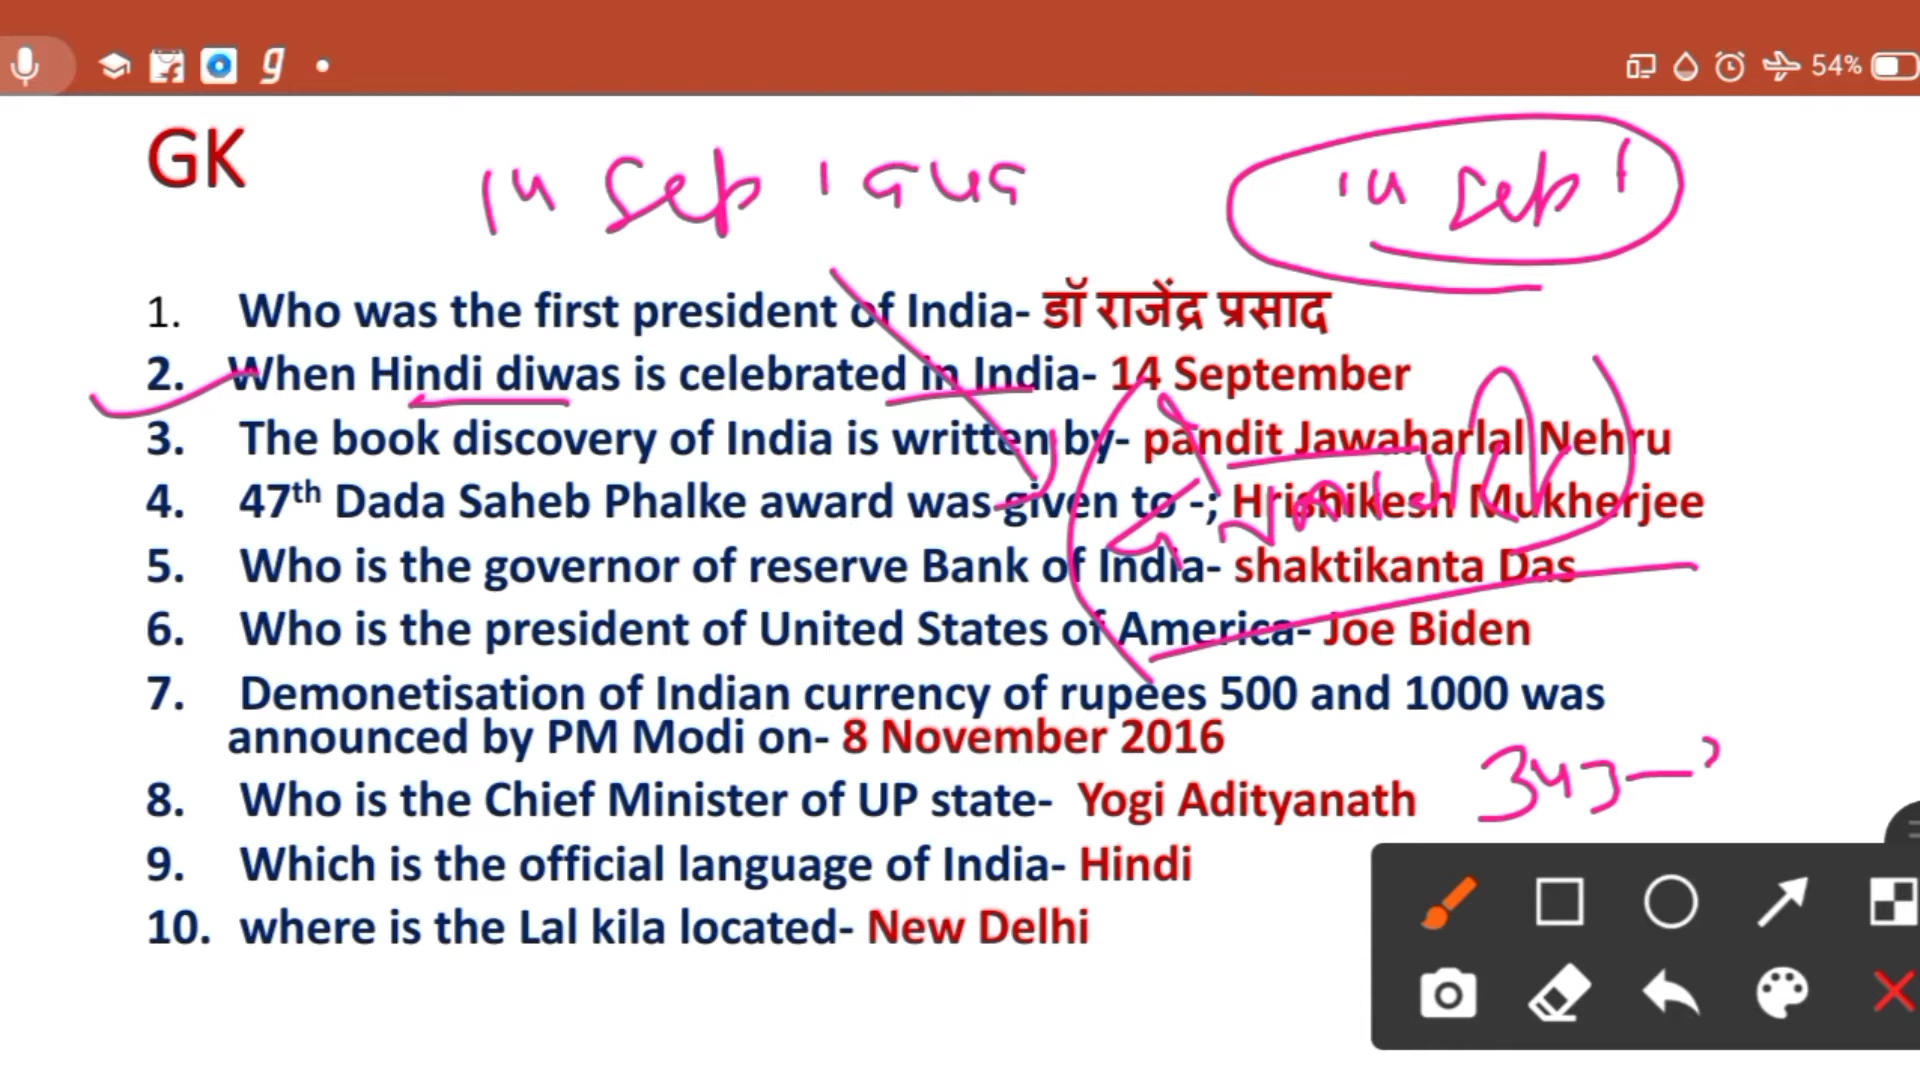 54%
GK
14 Sep 1949
14 Sep 1
1. Who was the first president of India- डॉ राजेंद्र प्रसाद
2. When Hindi diwas is celebrated in India- 14 September
3. The book discovery of India is written by- pandit Jawaharlal Nehru
4. 47th Dada Saheb Phalke award was given to -; Hrishikesh Mukherjee
5. Who is the governor of reserve Bank of India- shaktikanta Das
6. Who is the president of United States of America- Joe Biden
7. Demonetisation of Indian currency of rupees 500 and 1000 was
announced by PM Modi on- 8 November 2016
343-
8. Who is the Chief Minister of UP state- Yogi Adityanath
9. Which is the official language of India- Hindi
10. where is the Lal kila located- New Delhi